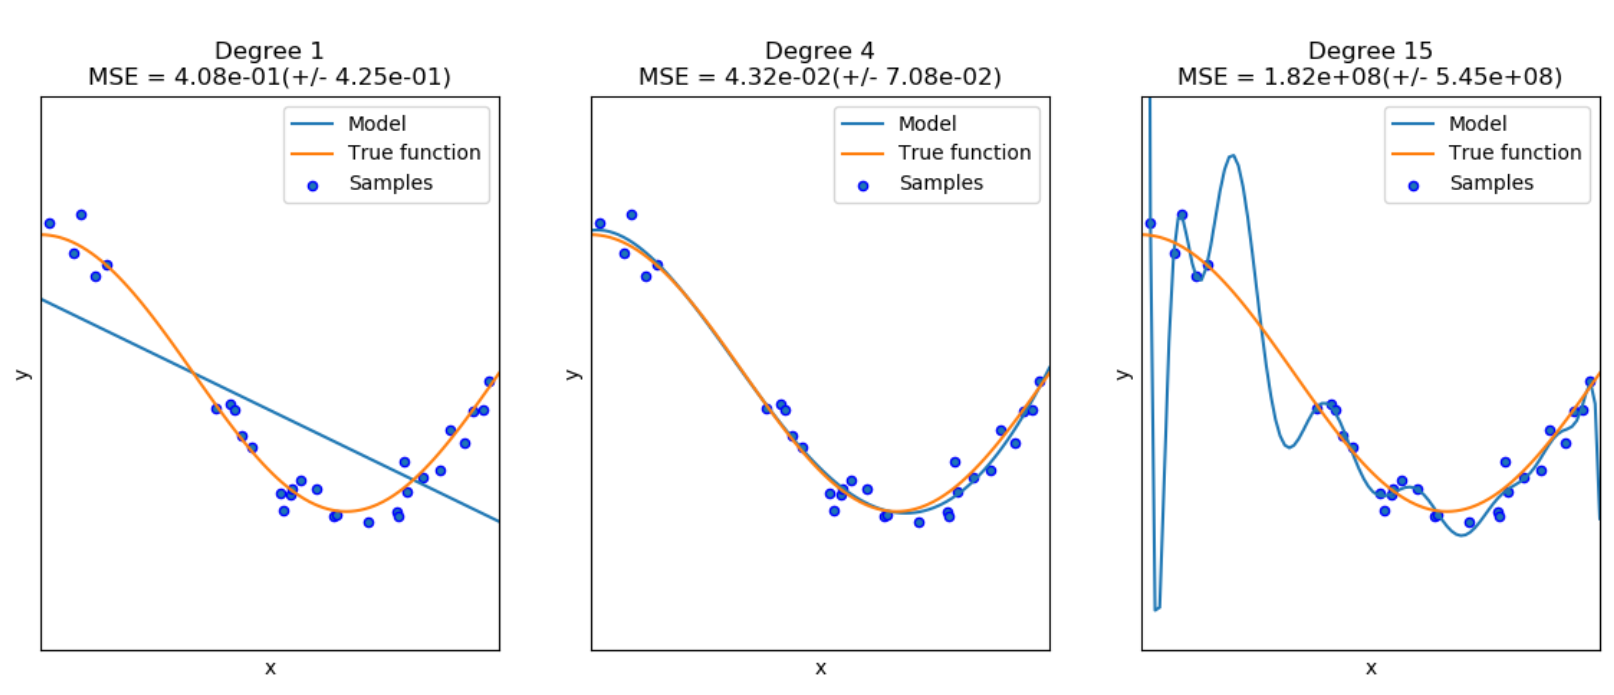 Degree 1
MSE = 4.08e-01(+/- 4.25e-01)
Model
True function
Samples
y
x
Degree 4
MSE = 4.32e-02(+/- 7.08e-02)
Model
True function
Samples
y
x
Degree 15
MSE = 1.82e+08(+/- 5.45e+08)
Model
True function
Samples
y
x